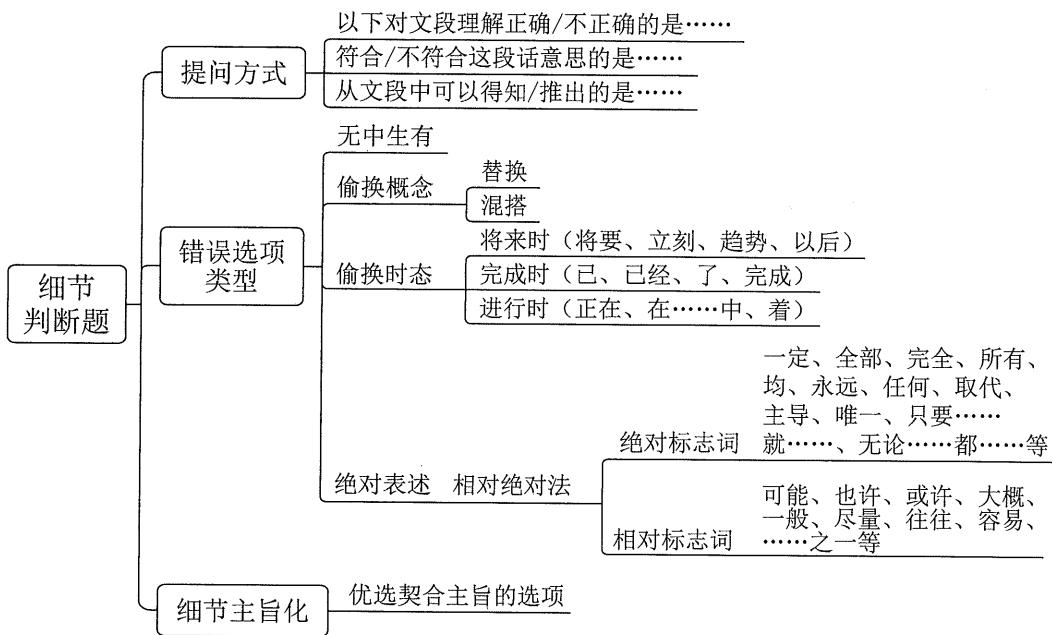 细节
判断题
提问方式
以下对文段理解正确/不正确的是……
符合/不符合这段话意思的是……
从文段中可以得知/推出的是……
错误选项
类型
无中生有
偷换概念
替换
混搭
偷换时态
将来时（将要、立刻、趋势、以后）
完成时（已、已经、了、完成）
进行时（正在、在……中、着）
绝对表述 相对绝对法
绝对标志词
一定、全部、完全、所有、
均、永远、任何、取代、
主导、唯一、只要……
就……、无论……都……等
相对标志词
可能、也许、或许、大概、
一般、尽量、往往、容易、
……之一等
细节主旨化
优选契合主旨的选项